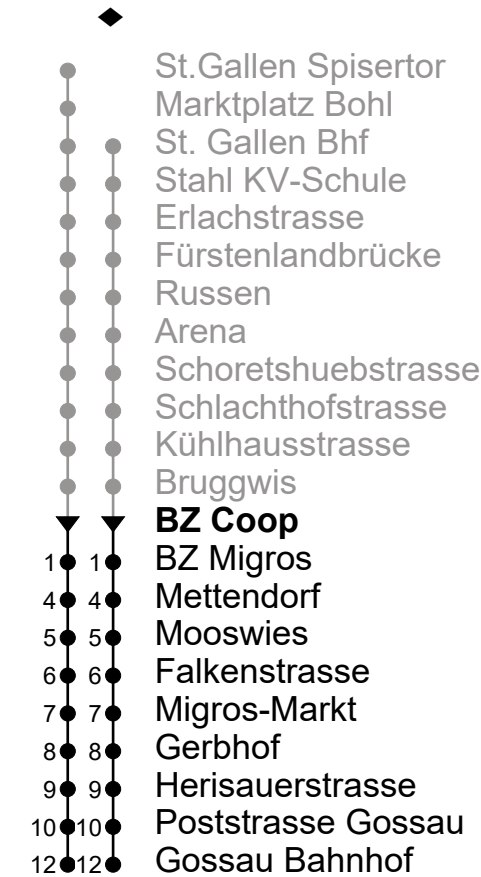 St.Gallen Spisertor
Marktplatz Bohl
St. Gallen Bhf
Stahl KV-Schule
Erlachstrasse
Fürstenlandbrücke
Russen
Arena
Schoretshuebstrasse
Schlachthofstrasse
Kühlhausstrasse
Bruggwis
BZ Coop
1 1 BZ Migros
4 4 Mettendorf
5 5 Mooswies
6 6 Falkenstrasse
7 7 Migros-Markt
8 8 Gerbhof
9 9 Herisauerstrasse
10 10 Poststrasse Gossau
12 12 Gossau Bahnhof